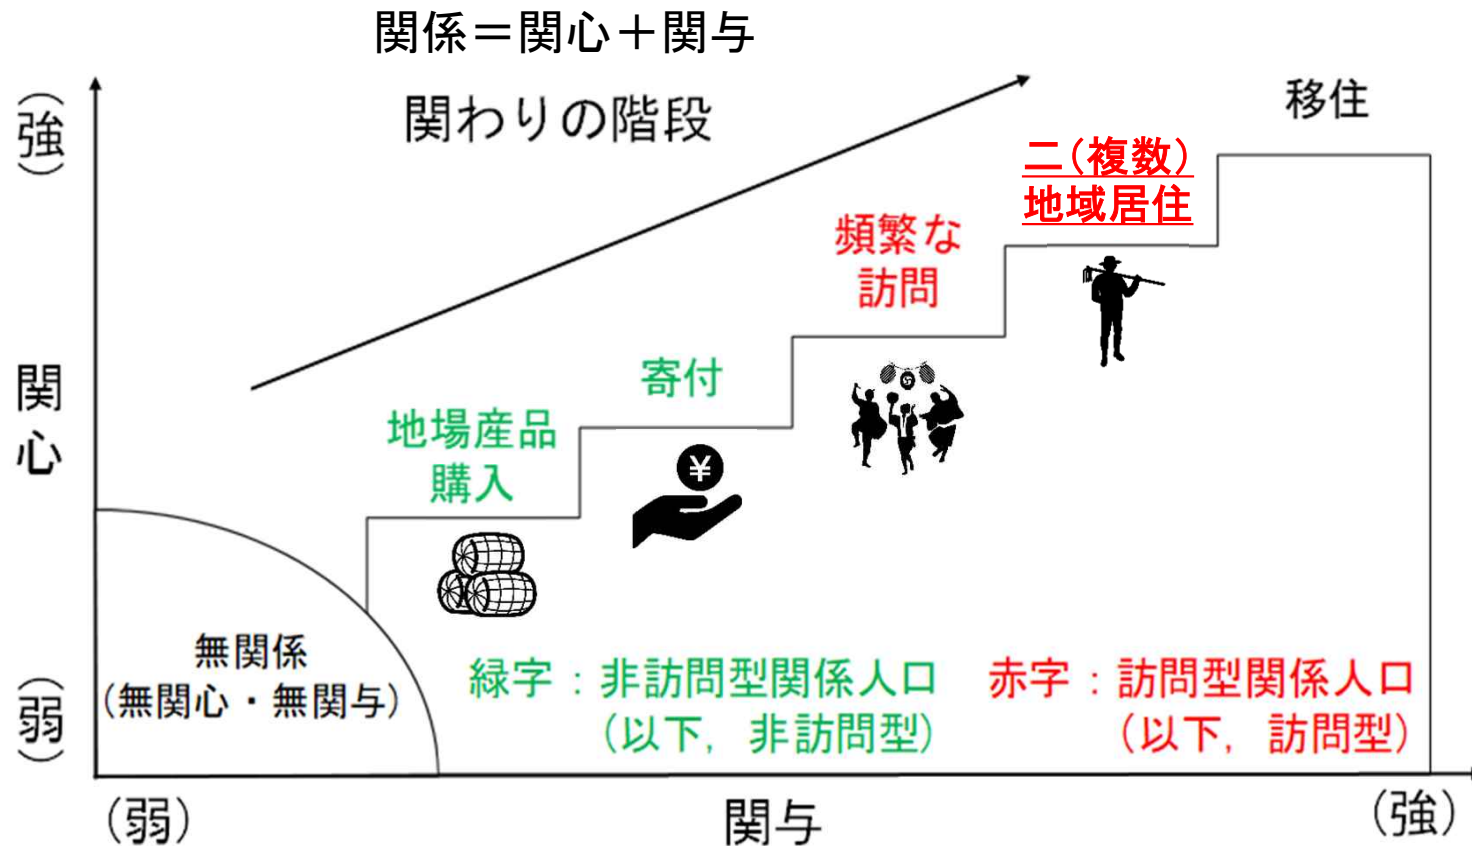 関係＝関心＋関与
関わりの階段
（強）
移住
二（複数）
地域居住
頻繁な
訪問
寄付
地場産品
購入
関心
¥
無関係
（無関心・無関与）
緑字：非訪問型関係人口
（以下，非訪問型）
赤字：訪問型関係人口
（以下，訪問型）
（弱）
（弱）
関与
（強）